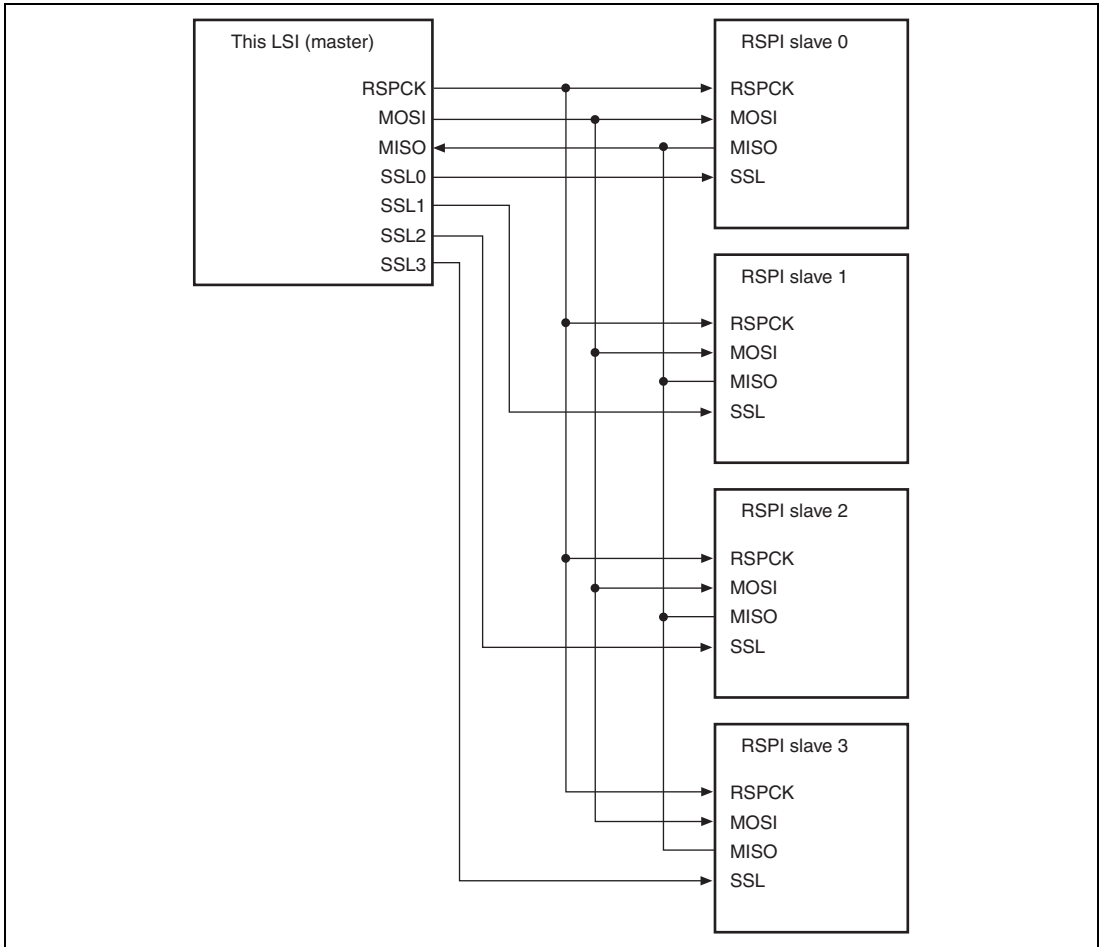 This LSI (master)
RSPCK
MOSI
MISO
SSL0
SSL1
SSL2
SSL3
RSPI slave 0
RSPCK
MOSI
MISO
SSL
RSPI slave 1
RSPCK
MOSI
MISO
SSL
RSPI slave 2
RSPCK
MOSI
MISO
SSL
RSPI slave 3
RSPCK
MOSI
MISO
SSL